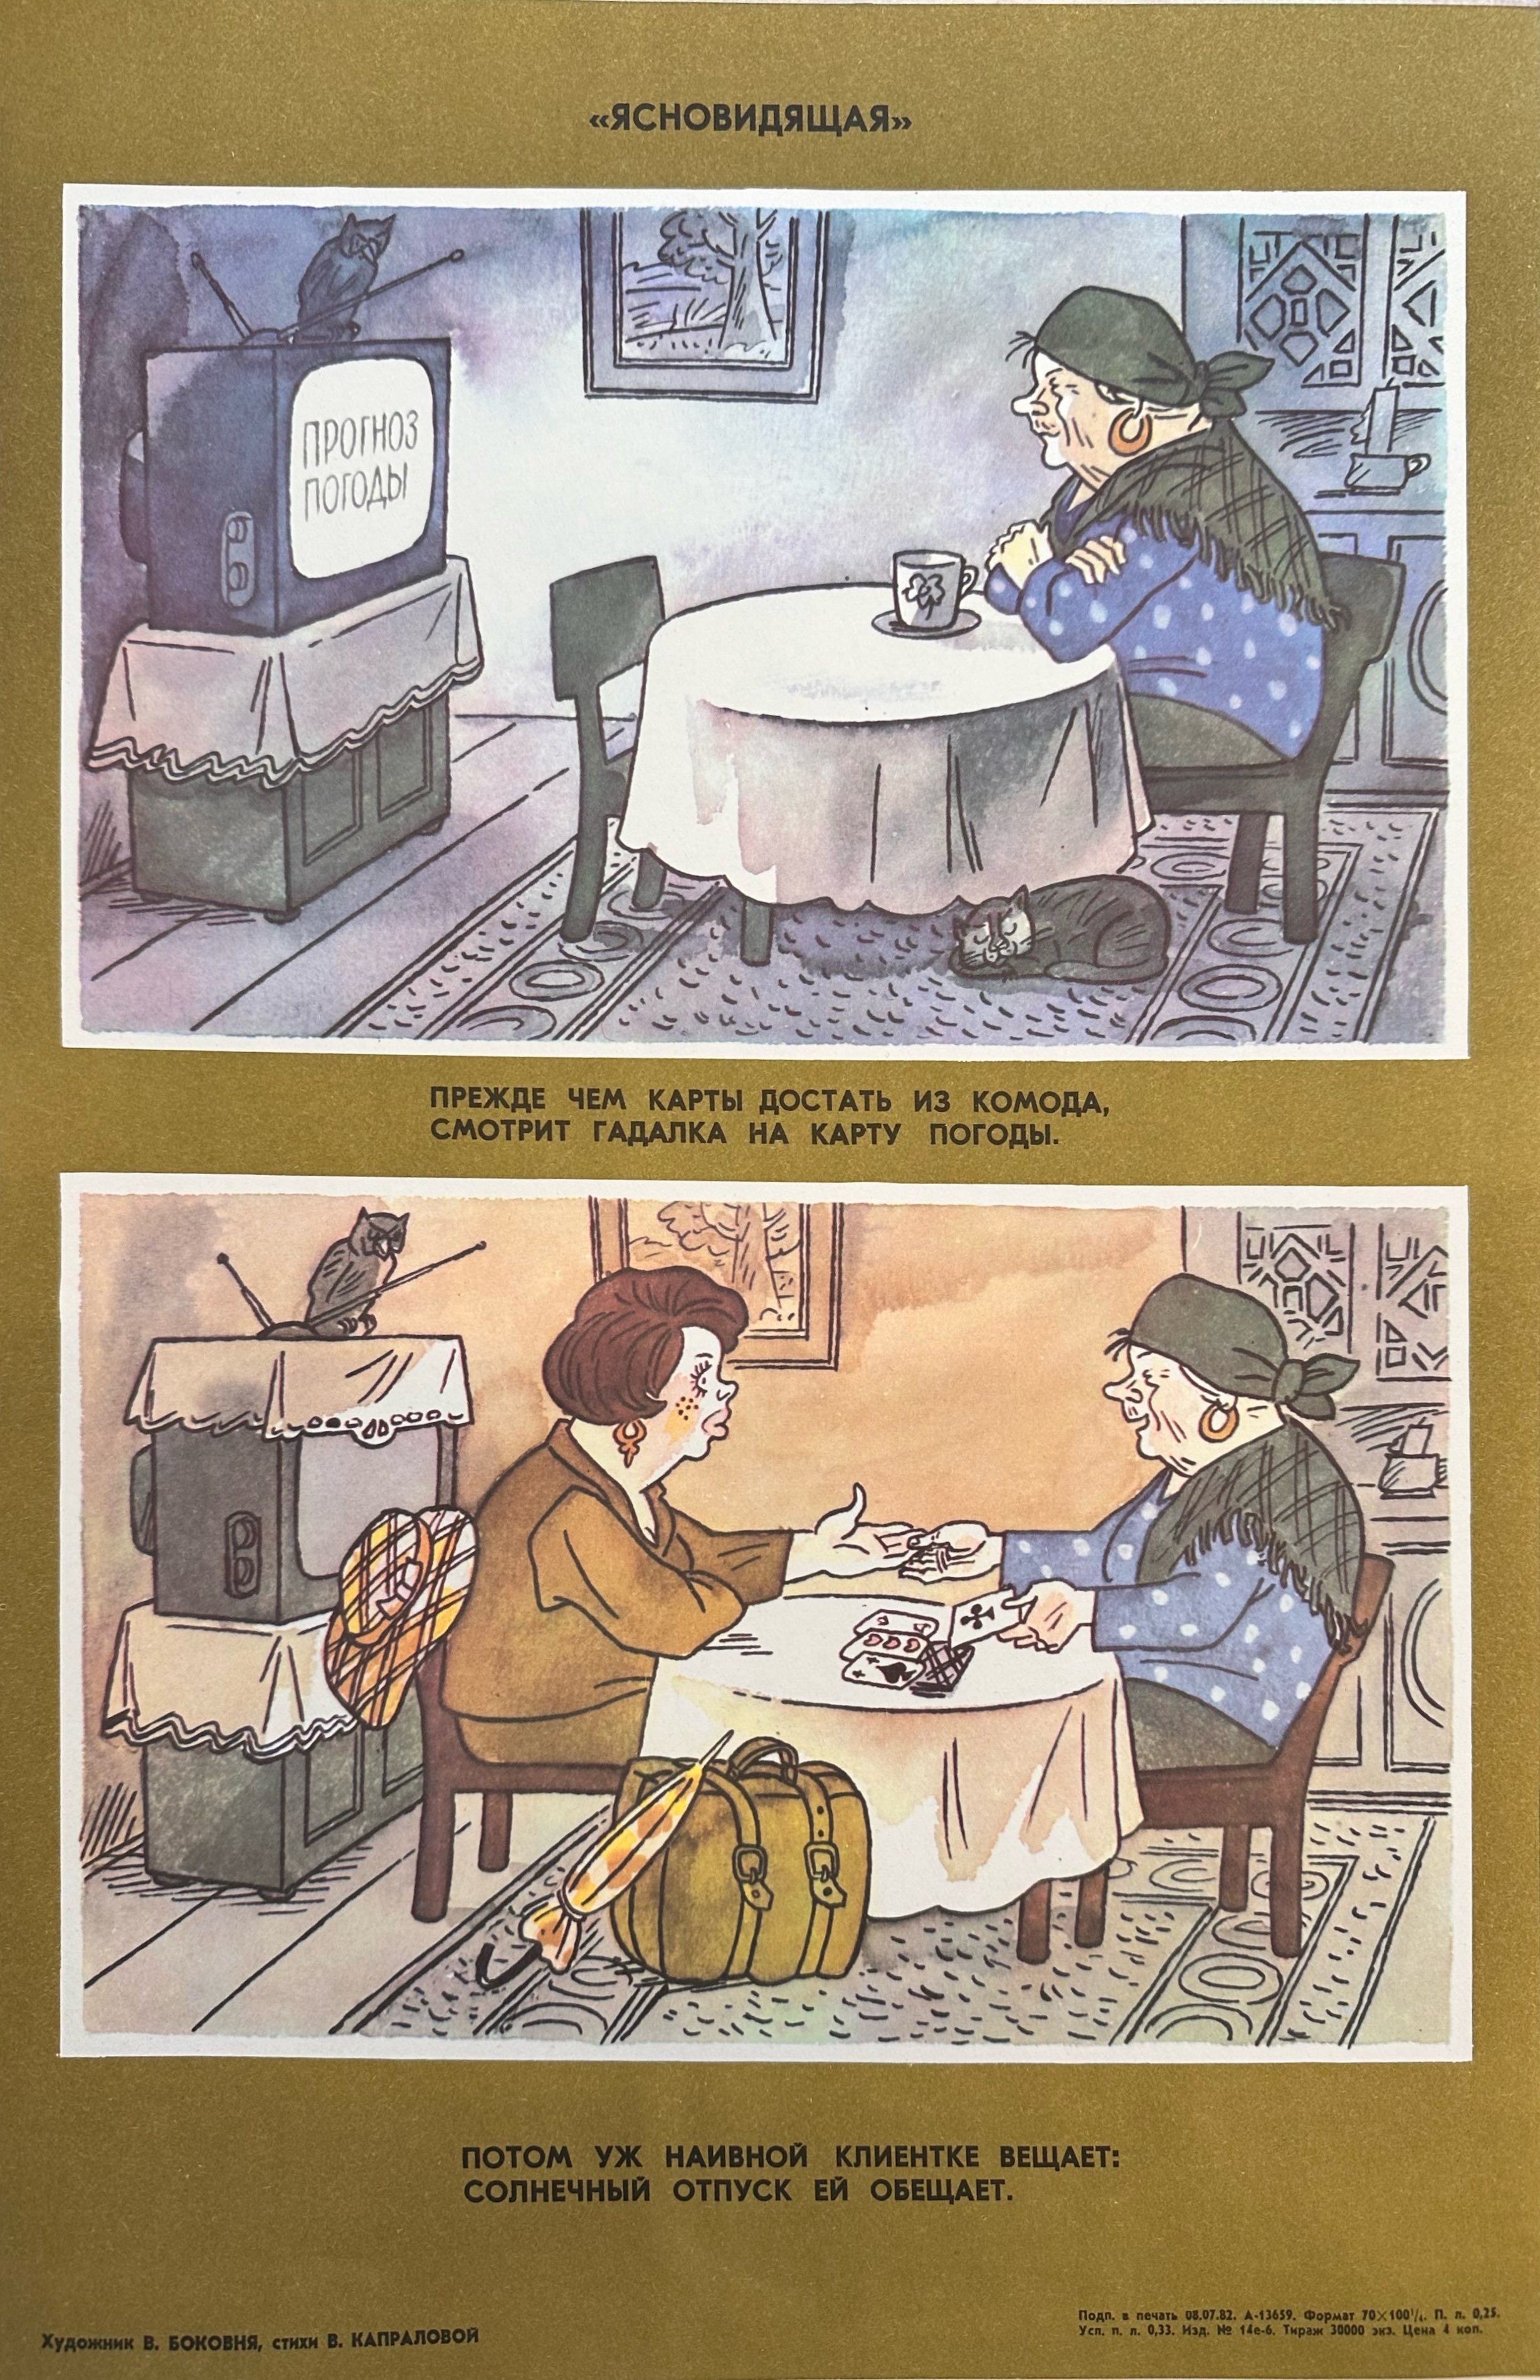 «ЯСНОВИДЯЩАЯ»
ПРОГНОЗ
ПОГОДЫ
ПРЕЖДЕ ЧЕМ КАРТЫ ДОСТАТЬ ИЗ КОМОДА,
СМОТРИТ ГАДАЛКА НА КАРТУ ПОГОДЫ.
ПОТОМ УЖ НАИВНОЙ КЛИЕНТКЕ ВЕЩАЕТ:
СОЛНЕЧНЫЙ ОТПУСК ЕЙ ОБЕЩАЕТ.
Художник В. БОКОВНЯ, стихи В. КАПРАЛОВОЙ
Подп. в печать 08.07.82. А-13659. Формат 70×100¹/₄. П. л. 0,25.
Усп. п. л. 0,33. Изд. № 14е-6. Тираж 30000 экз. Цена 4 коп.